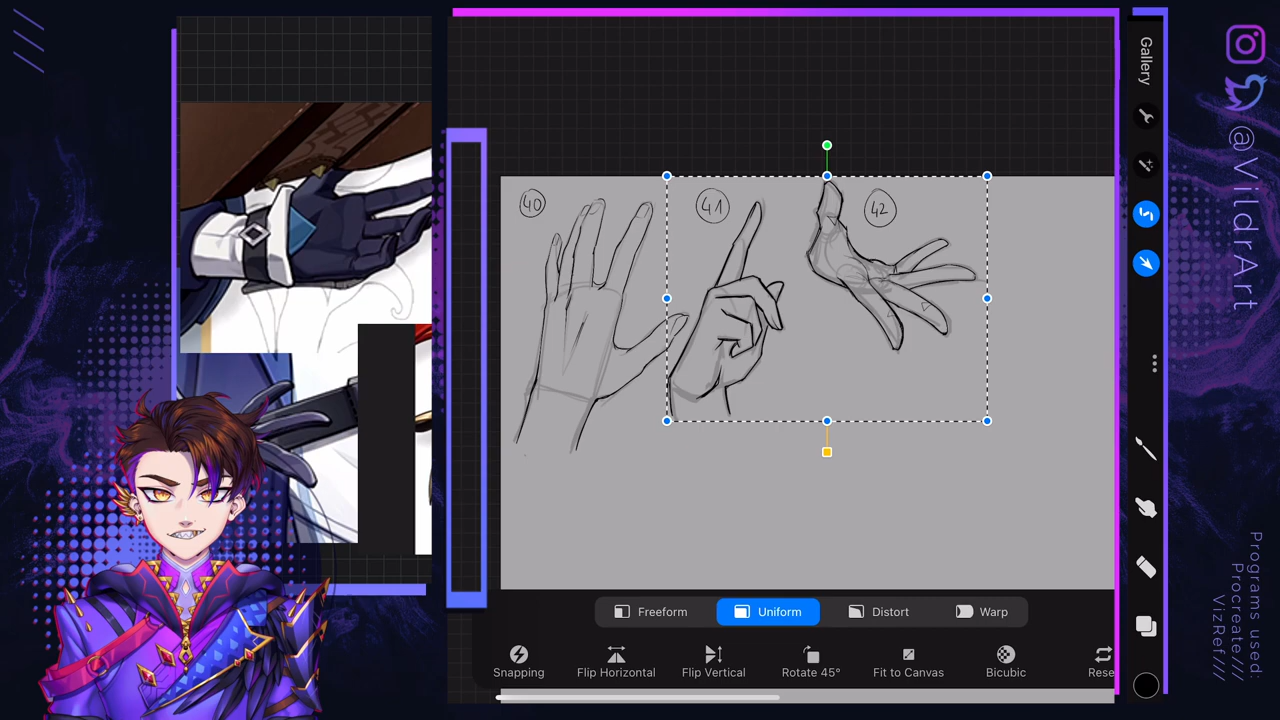 Gallery
@VildrArt
40
41
42
Freeform
Uniform
Distort
Warp
Snapping
Flip Horizontal
Flip Vertical
Rotate 45°
Fit to Canvas
Bicubic
Rese
Programs used:
Procreate///
VizRef///